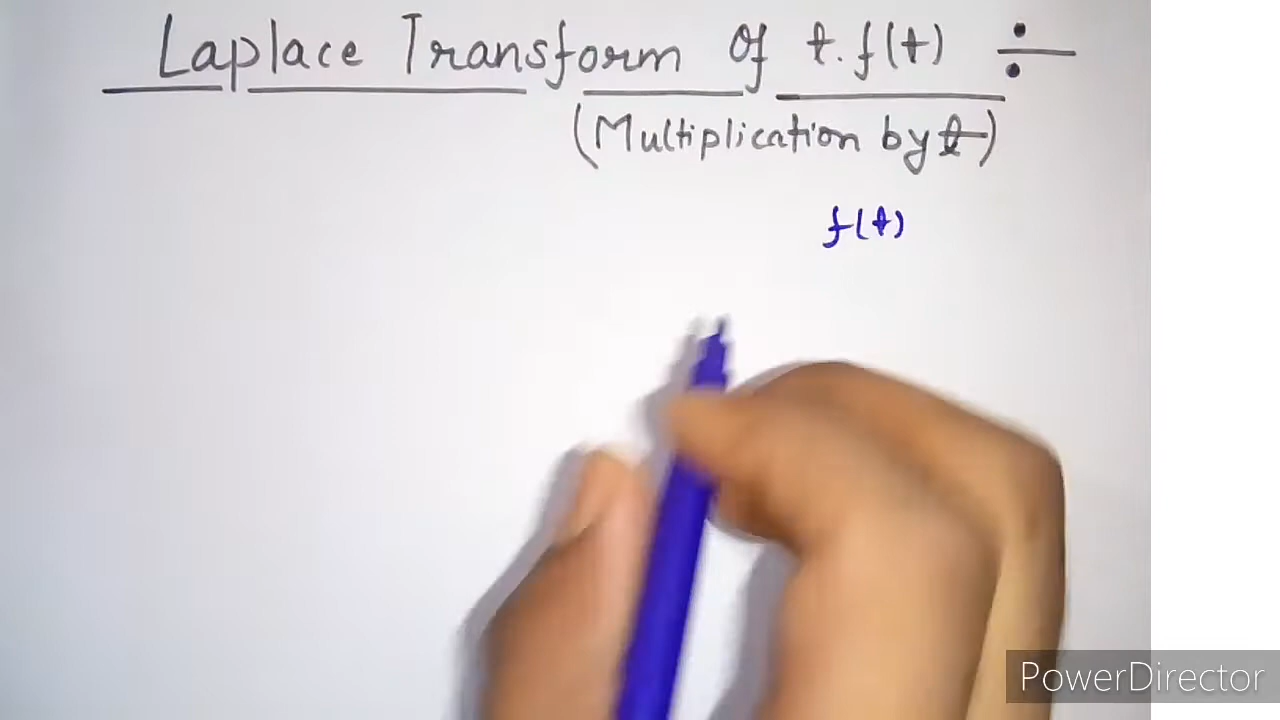 Laplace Transform Of t.f(t) ÷
(Multiplication by t)
f(t)
PowerDirector